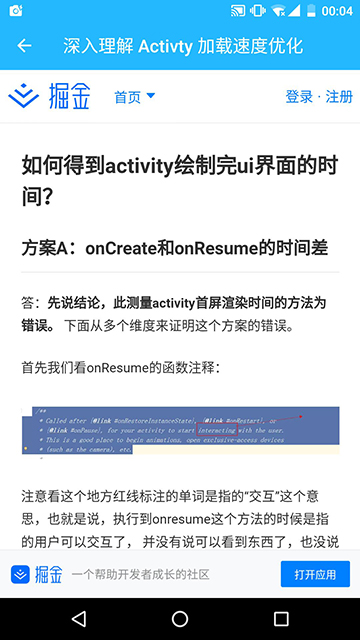 00:04
深入理解 Activty 加载速度优化
掘金
首页
登录 · 注册
如何得到activity绘制完ui界面的时
间?
方案A：onCreate和onResume的时间差
答：先说结论，此测量activity首屏渲染时间的方法为
错误。 下面从多个维度来证明这个方案的错误。
首先我们看onResume的函数注释：
/**
* Called after {@link #onRestoreInstanceState}, {@link #onRestart}, or
* {@link #onPause}, for your activity to start interacting with the user.
* This is a good place to begin animations, open exclusive-access devices
* (such as the camera), etc.
注意看这个地方红线标注的单词是指的“交互”这个意
思，也就是说，执行到onresume这个方法的时候是指
的用户可以交互了， 并没有说可以看到东西了，也没说
掘金
一个帮助开发者成长的社区
打开应用